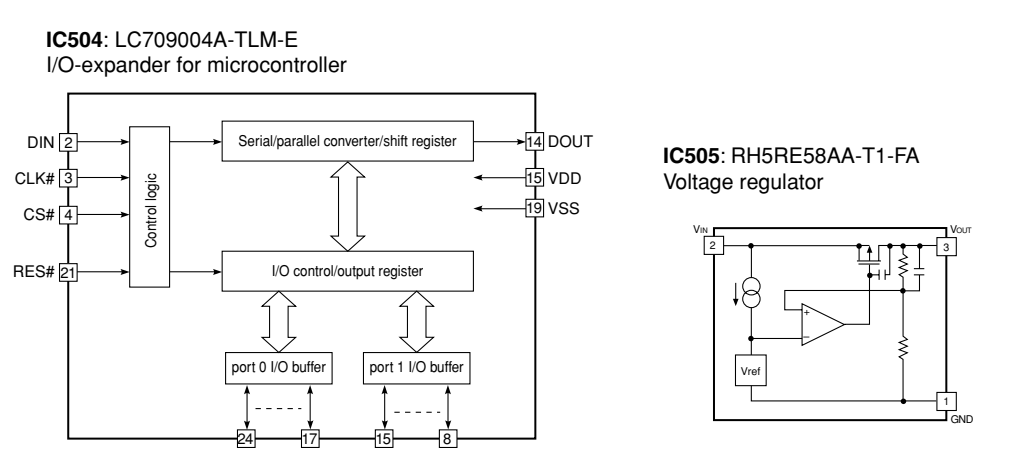 IC504: LC709004A-TLM-E
I/O-expander for microcontroller
DIN 2
Serial/parallel converter/shift register
14 DOUT
CLK# 3
15 VDD
CS# 4
19 VSS
Control logic
RES# 21
I/O control/output register
port 0 I/O buffer
port 1 I/O buffer
24
17
15
8
IC505: RH5RE58AA-T1-FA
Voltage regulator
VIN
2
VOUT
3
+
−
Vref
1
GND